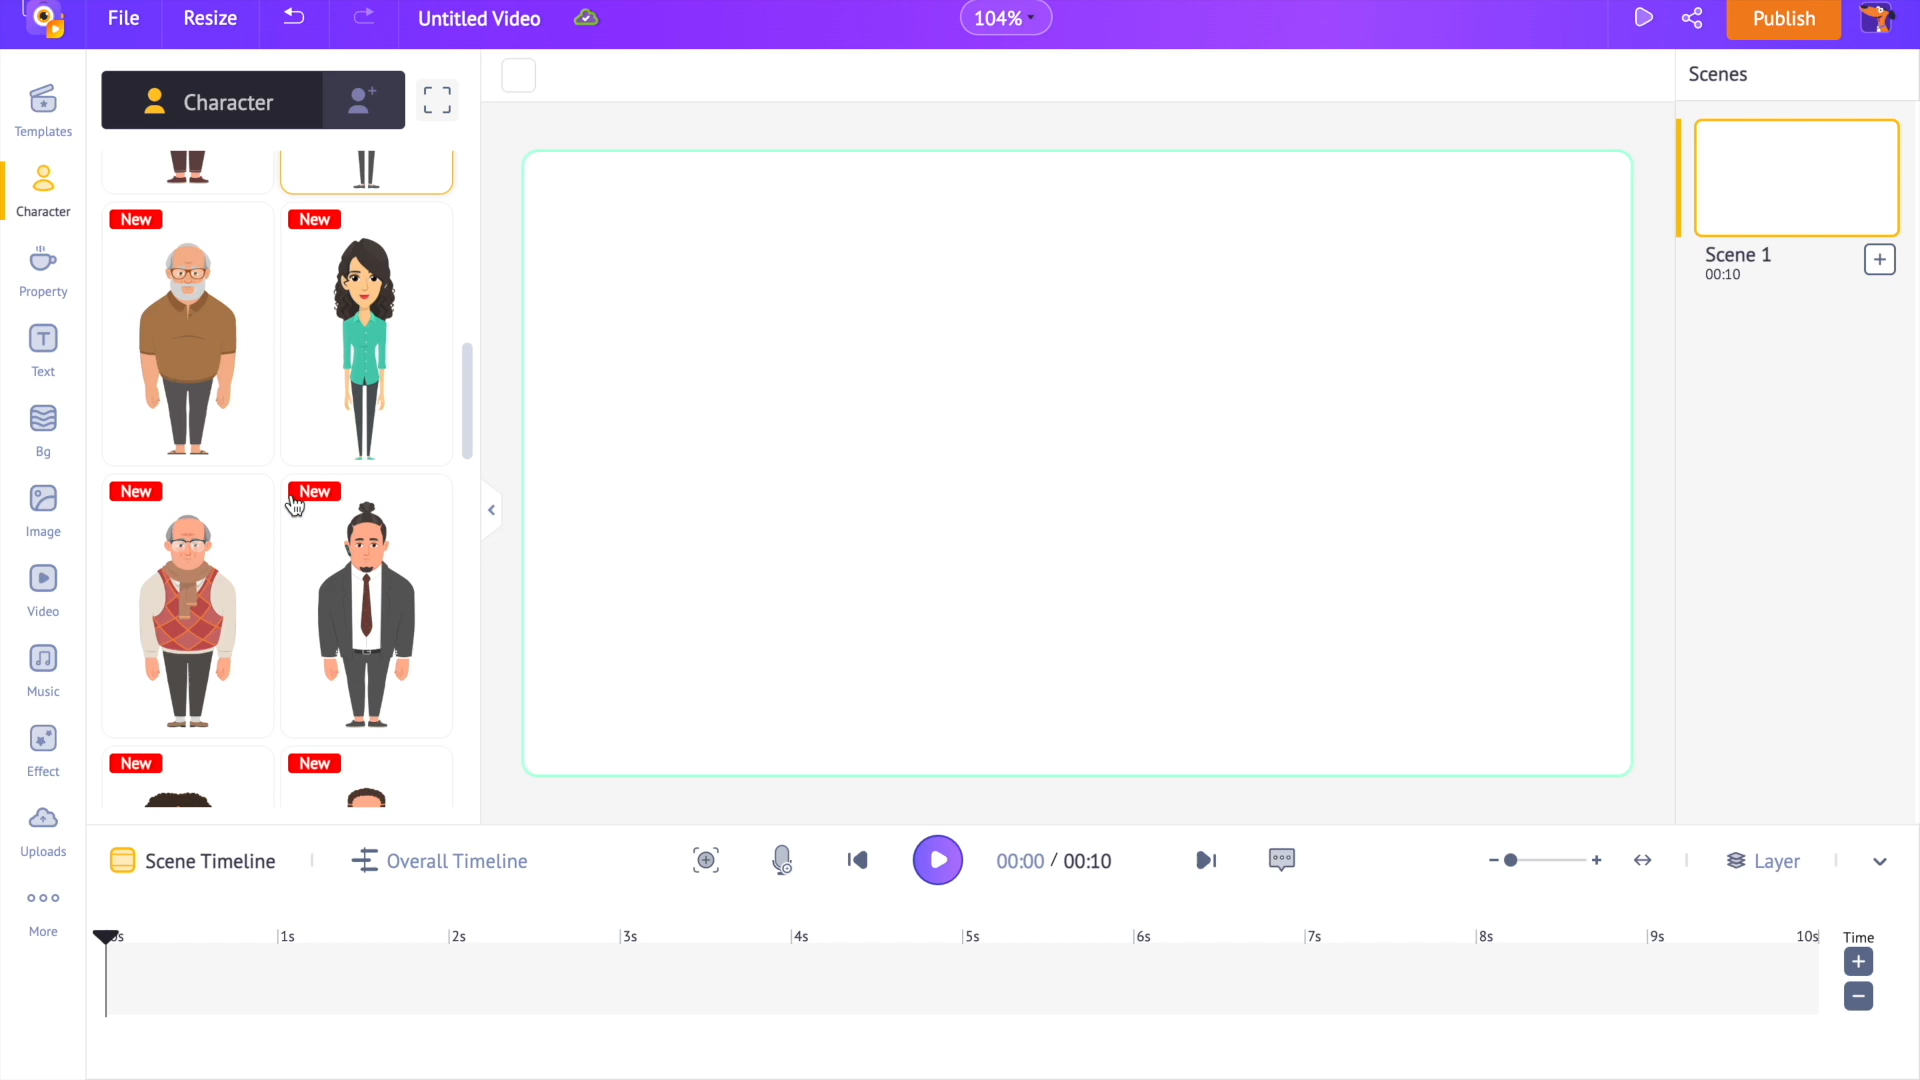 File
Resize
Untitled Video
104%
Publish
Templates
Character
Property
Text
Bg
Image
Video
Music
Effect
Uploads
More
Character
New
New
New
New
New
New
Scenes
Scene 1
00:10
Scene Timeline
Overall Timeline
00:00 / 00:10
Layer
1s
2s
3s
4s
5s
6s
7s
8s
9s
10s
Time